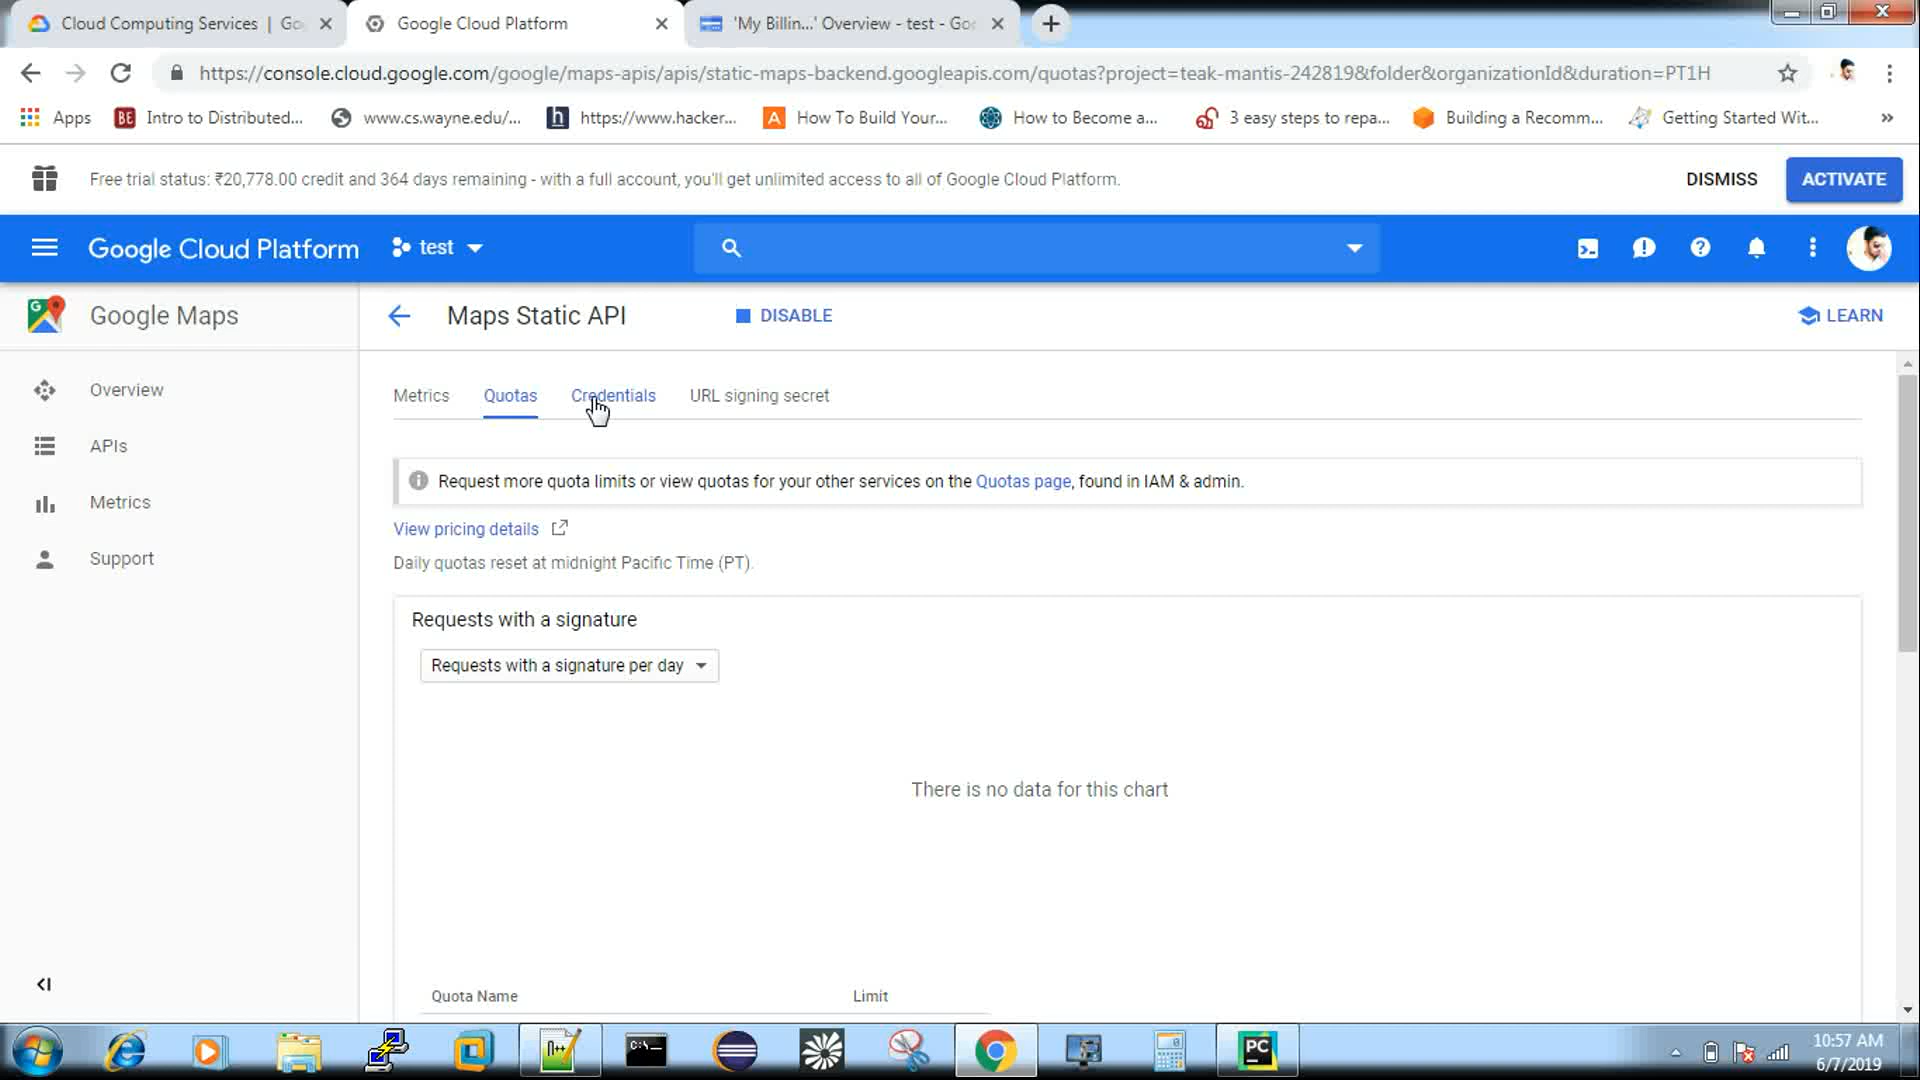 Cloud Computing Services | Go
Google Cloud Platform
'My Billin...' Overview - test - Goo
https://console.cloud.google.com/google/maps-apis/apis/static-maps-backend.googleapis.com/quotas?project=teak-mantis-242819&folder&organizationId&duration=PT1H
Apps
BE Intro to Distributed...
www.cs.wayne.edu/...
h https://www.hacker...
A How To Build Your...
How to Become a...
3 easy steps to repa...
Building a Recomm...
Getting Started Wit...
»
Free trial status: ₹20,778.00 credit and 364 days remaining - with a full account, you'll get unlimited access to all of Google Cloud Platform.
DISMISS
ACTIVATE
Google Cloud Platform
test
Google Maps
Maps Static API
DISABLE
LEARN
Overview
APIs
Metrics
Support
Metrics
Quotas
Credentials
URL signing secret
Request more quota limits or view quotas for your other services on the Quotas page, found in IAM & admin.
View pricing details
Daily quotas reset at midnight Pacific Time (PT).
Requests with a signature
Requests with a signature per day
There is no data for this chart
Quota Name
Limit
C:\
PC
10:57 AM
6/7/2019